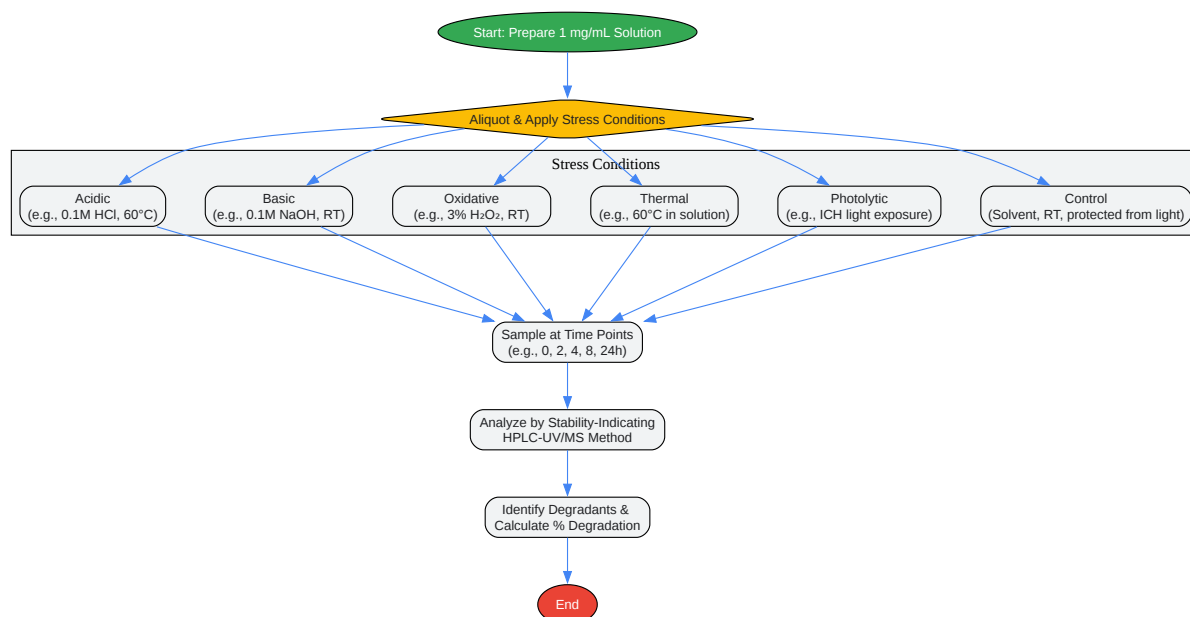 Start: Prepare 1 mg/mL Solution
Aliquot & Apply Stress Conditions
Stress Conditions
Acidic
(e.g., 0.1M HCl, 60°C)
Basic
(e.g., 0.1M NaOH, RT)
Oxidative
(e.g., 3% H₂O₂, RT)
Thermal
(e.g., 60°C in solution)
Photolytic
(e.g., ICH light exposure)
Control
(Solvent, RT, protected from light)
Sample at Time Points
(e.g., 0, 2, 4, 8, 24h)
Analyze by Stability-Indicating
HPLC-UV/MS Method
Identify Degradants &
Calculate % Degradation
End